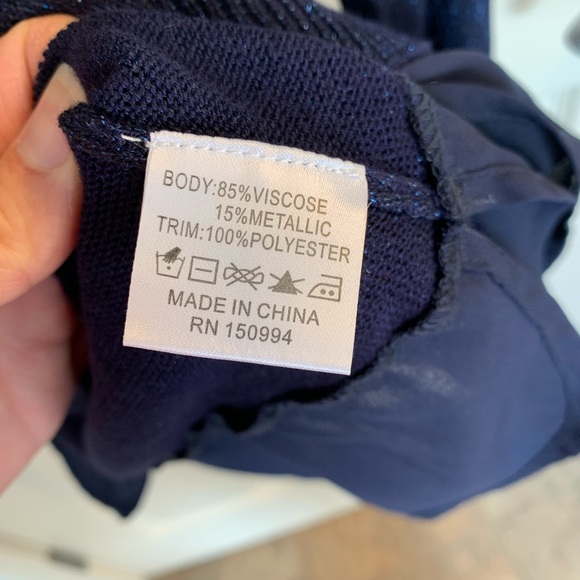 BODY:85%VISCOSE
15%METALLIC
TRIM:100%POLYESTER
MADE IN CHINA
RN 150994